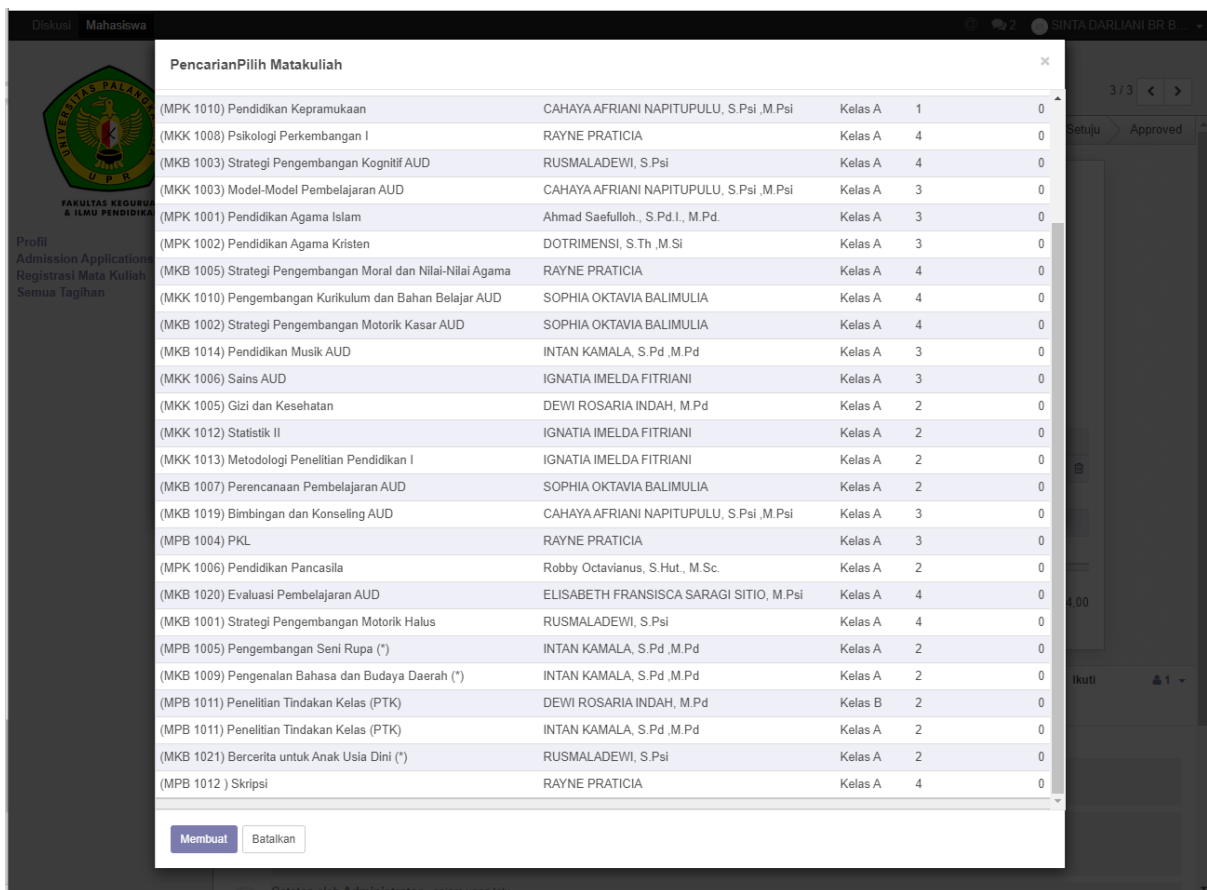 Diskusi Mahasiswa @ 2 SINTA DARLIANI BR B...
PencarianPilih Matakuliah ×
UNIVERSITAS PALANGKA
UPR
FAKULTAS KEGURUA
& ILMU PENDIDIKA
3 / 3
Setuju Approved
Profil
Admission Applications
Registrasi Mata Kuliah
Semua Tagihan
(MPK 1010) Pendidikan Kepramukaan CAHAYA AFRIANI NAPITUPULU, S.Psi ,M.Psi Kelas A 1 0
(MKK 1008) Psikologi Perkembangan I RAYNE PRATICIA Kelas A 4 0
(MKB 1003) Strategi Pengembangan Kognitif AUD RUSMALADEWI, S.Psi Kelas A 4 0
(MKK 1003) Model-Model Pembelajaran AUD CAHAYA AFRIANI NAPITUPULU, S.Psi ,M.Psi Kelas A 3 0
(MPK 1001) Pendidikan Agama Islam Ahmad Saefulloh., S.Pd.I., M.Pd. Kelas A 3 0
(MPK 1002) Pendidikan Agama Kristen DOTRIMENSI, S.Th ,M.Si Kelas A 3 0
(MKB 1005) Strategi Pengembangan Moral dan Nilai-Nilai Agama RAYNE PRATICIA Kelas A 4 0
(MKK 1010) Pengembangan Kurikulum dan Bahan Belajar AUD SOPHIA OKTAVIA BALIMULIA Kelas A 4 0
(MKB 1002) Strategi Pengembangan Motorik Kasar AUD SOPHIA OKTAVIA BALIMULIA Kelas A 4 0
(MKB 1014) Pendidikan Musik AUD INTAN KAMALA, S.Pd ,M.Pd Kelas A 3 0
(MKK 1006) Sains AUD IGNATIA IMELDA FITRIANI Kelas A 3 0
(MKK 1005) Gizi dan Kesehatan DEWI ROSARIA INDAH, M.Pd Kelas A 2 0
(MKK 1012) Statistik II IGNATIA IMELDA FITRIANI Kelas A 2 0
(MKK 1013) Metodologi Penelitian Pendidikan I IGNATIA IMELDA FITRIANI Kelas A 2 0
(MKB 1007) Perencanaan Pembelajaran AUD SOPHIA OKTAVIA BALIMULIA Kelas A 2 0
(MKB 1019) Bimbingan dan Konseling AUD CAHAYA AFRIANI NAPITUPULU, S.Psi ,M.Psi Kelas A 3 0
(MPB 1004) PKL RAYNE PRATICIA Kelas A 3 0
(MPK 1006) Pendidikan Pancasila Robby Octavianus, S.Hut., M.Sc. Kelas A 2 0
(MKB 1020) Evaluasi Pembelajaran AUD ELISABETH FRANSISCA SARAGI SITIO, M.Psi Kelas A 4 0
4,00
(MKB 1001) Strategi Pengembangan Motorik Halus RUSMALADEWI, S.Psi Kelas A 4 0
(MPB 1005) Pengembangan Seni Rupa (*) INTAN KAMALA, S.Pd ,M.Pd Kelas A 2 0
(MKB 1009) Pengenalan Bahasa dan Budaya Daerah (*) INTAN KAMALA, S.Pd ,M.Pd Kelas A 2 0
Ikuti 1
(MPB 1011) Penelitian Tindakan Kelas (PTK) DEWI ROSARIA INDAH, M.Pd Kelas B 2 0
(MPB 1011) Penelitian Tindakan Kelas (PTK) INTAN KAMALA, S.Pd ,M.Pd Kelas A 2 0
(MKB 1021) Bercerita untuk Anak Usia Dini (*) RUSMALADEWI, S.Psi Kelas A 2 0
(MPB 1012 ) Skripsi RAYNE PRATICIA Kelas A 4 0
Membuat Batalkan